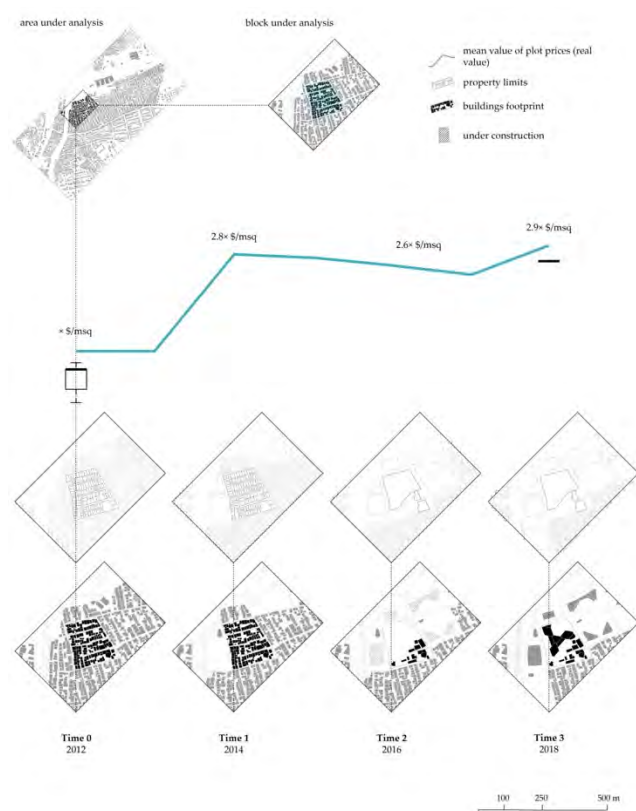 area under analysis
block under analysis
mean value of plot prices (real
value)
property limits
buildings footprint
under construction
2.8× $/msq
2.6× $/msq
2.9× $/msq
× $/msq
Time 0
2012
Time 1
2014
Time 2
2016
Time 3
2018
100 250 500 m